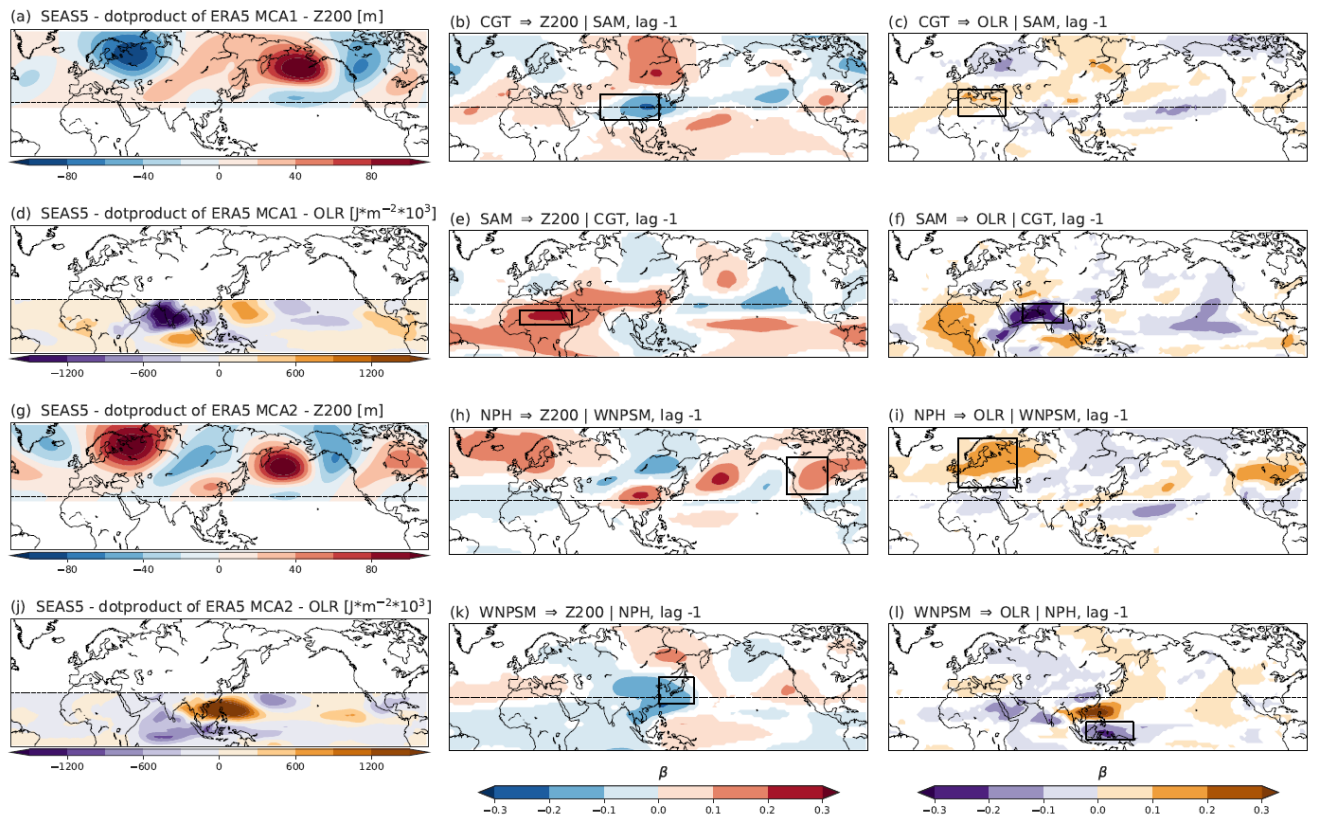 (a) SEAS5 - dotproduct of ERA5 MCA1 - Z200 [m]
−80 −40 0 40 80
(b) CGT ⇒ Z200 | SAM, lag -1
(c) CGT ⇒ OLR | SAM, lag -1
(d) SEAS5 - dotproduct of ERA5 MCA1 - OLR [J*m⁻²*10³]
−1200 −600 0 600 1200
(e) SAM ⇒ Z200 | CGT, lag -1
(f) SAM ⇒ OLR | CGT, lag -1
(g) SEAS5 - dotproduct of ERA5 MCA2 - Z200 [m]
−80 −40 0 40 80
(h) NPH ⇒ Z200 | WNPSM, lag -1
(i) NPH ⇒ OLR | WNPSM, lag -1
(j) SEAS5 - dotproduct of ERA5 MCA2 - OLR [J*m⁻²*10³]
−1200 −600 0 600 1200
(k) WNPSM ⇒ Z200 | NPH, lag -1
β
−0.3 −0.2 −0.1 0.0 0.1 0.2 0.3
(l) WNPSM ⇒ OLR | NPH, lag -1
β
−0.3 −0.2 −0.1 0.0 0.1 0.2 0.3